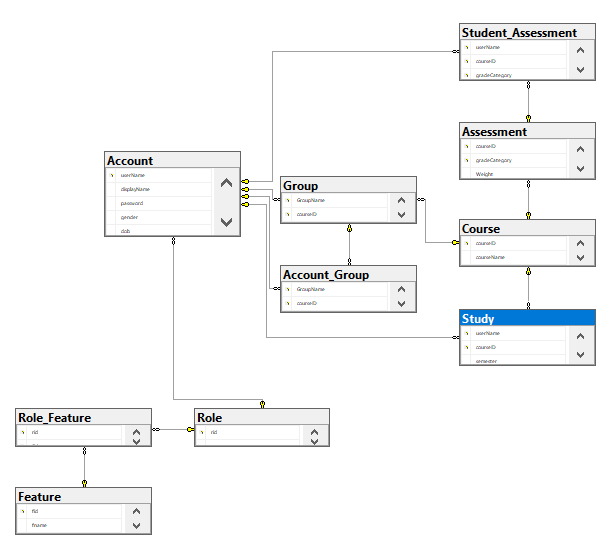 Student_Assessment
userName
courseID
gradeCategory
Assessment
courseID
gradeCategory
Weight
Account
userName
displayName
password
gender
dob
Group
GroupName
courseID
Course
courseID
courseName
Account_Group
GroupName
courseID
Study
userName
courseID
semester
Role_Feature
rid
Role
rid
Feature
fid
fname